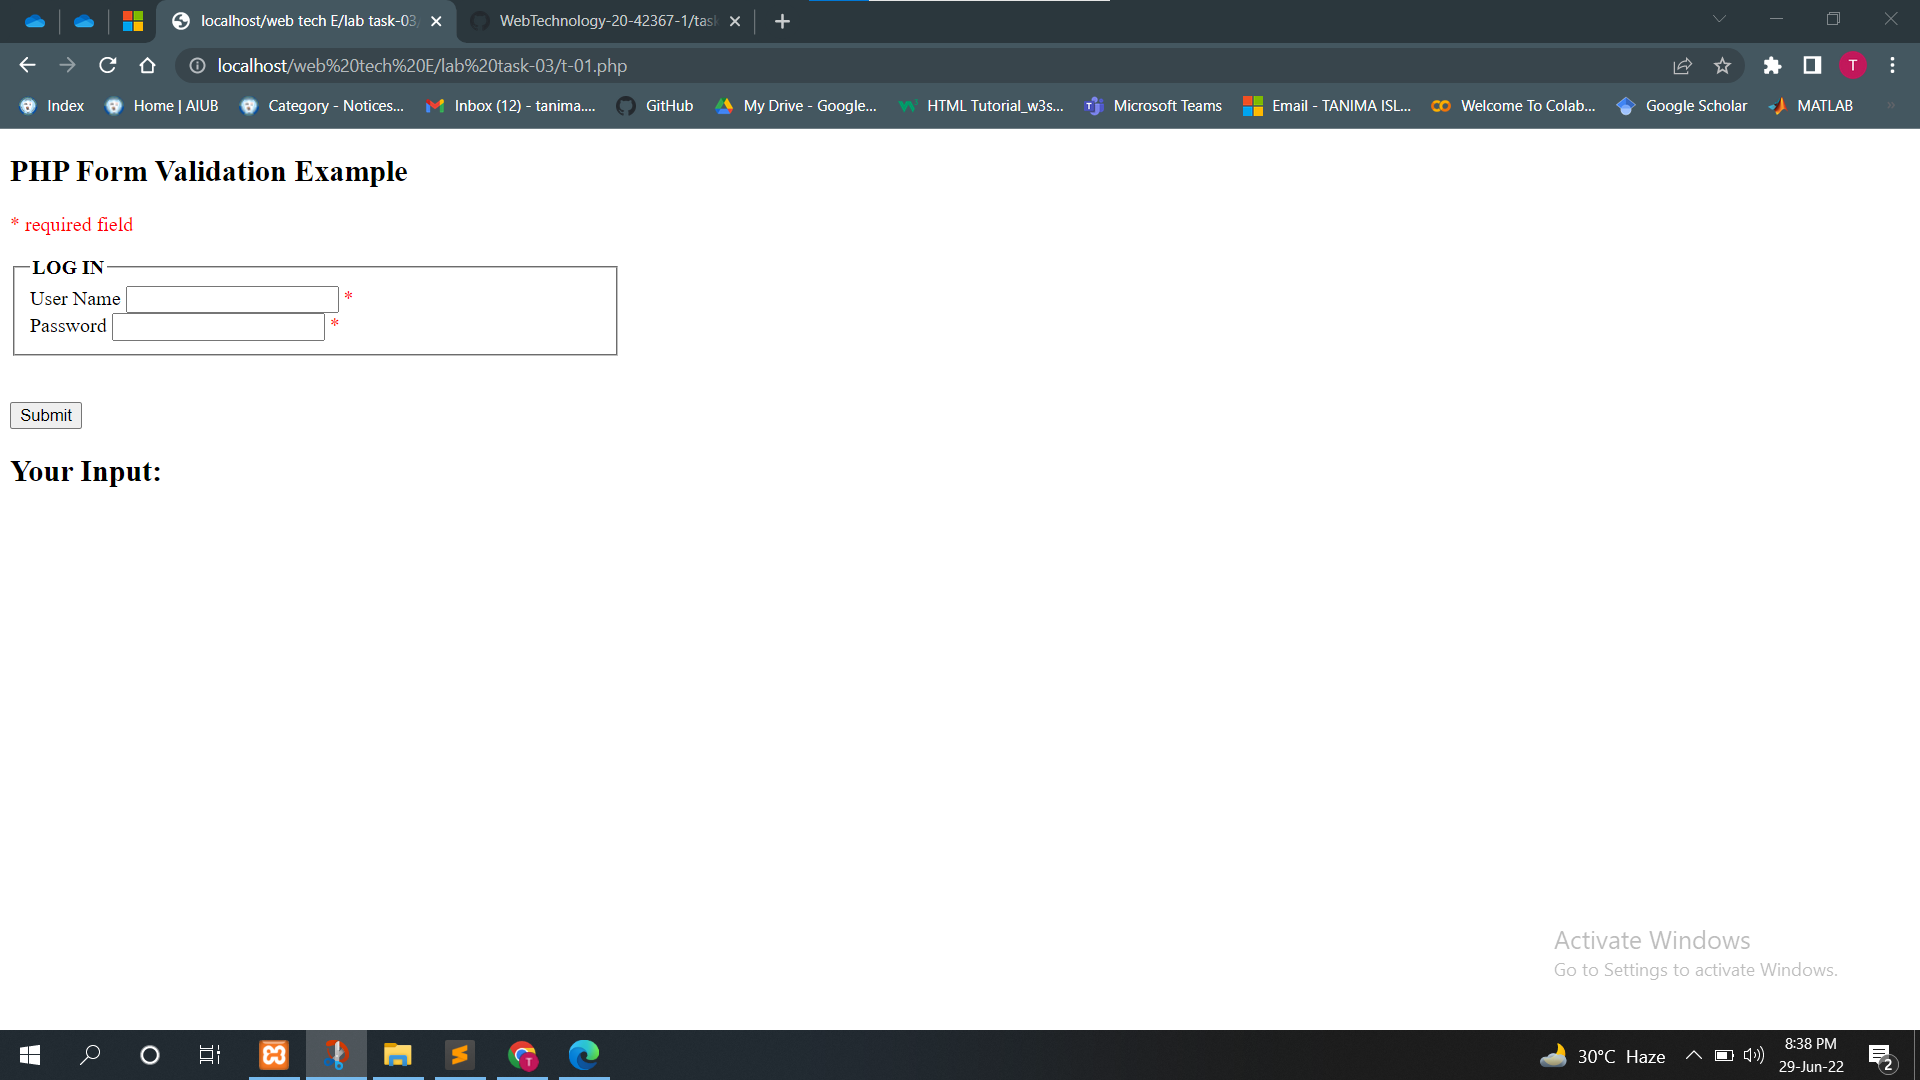 localhost/web tech E/lab task-03
WebTechnology-20-42367-1/task
localhost/web%20tech%20E/lab%20task-03/t-01.php
T
Index
Home | AIUB
Category - Notices...
Inbox (12) - tanima....
GitHub
My Drive - Google...
HTML Tutorial_w3s...
Microsoft Teams
Email - TANIMA ISL...
Welcome To Colab...
Google Scholar
MATLAB
»
PHP Form Validation Example
* required field
LOG IN
User Name *
Password *
Submit
Your Input:
Activate Windows
Go to Settings to activate Windows.
30°C Haze
8:38 PM
29-Jun-22
2